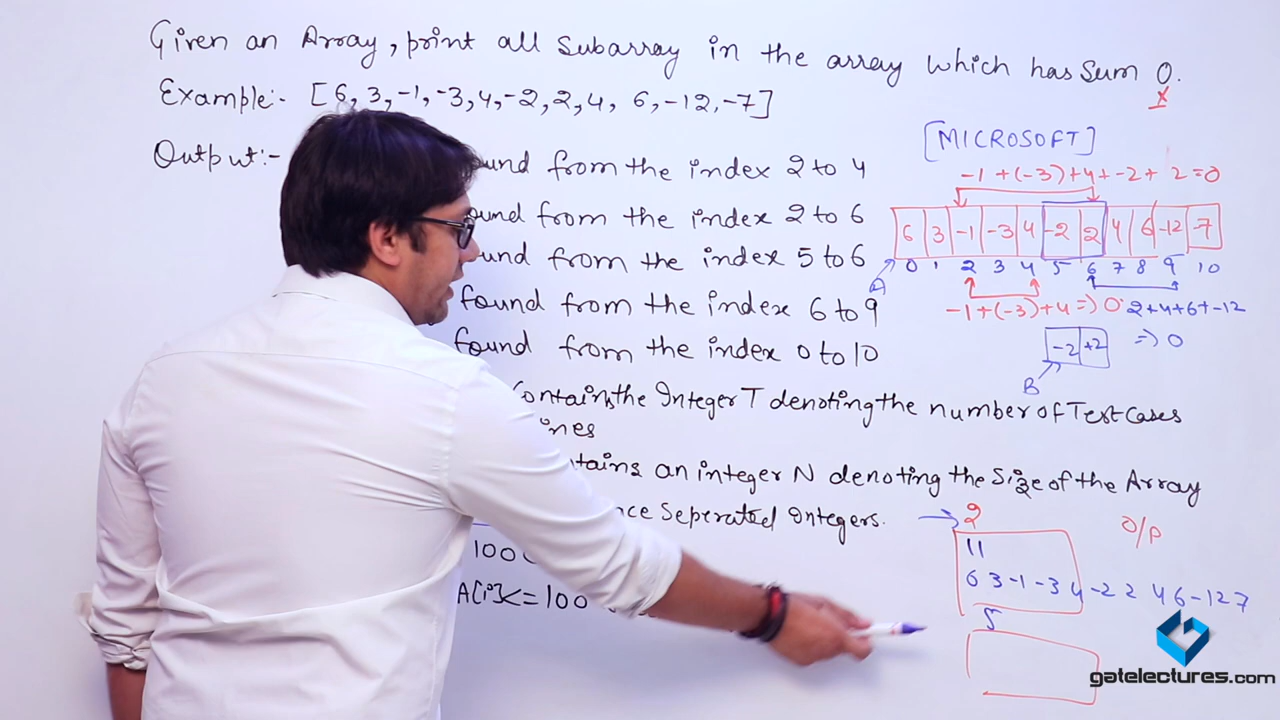 Given an Array, print all Subarray in the array which has Sum 0.
Example:- [6, 3, -1, -3, 4, -2, 2, 4, 6, -12, -7]
Output:-
from the index 2 to 4
from the index 2 to 6
from the index 5 to 6
found from the index 6 to 9
found from the index 0 to 10
Contains the Integer T denoting the number of Test Cases
an integer N denoting the Size of the Array
Seperated Integers.
100
A[i]<=100
x
[MICROSOFT]
-1 +(-3)+4+-2+ 2=0
6 3 -1 -3 4 -2 2 4 6 -12 -7
0 1 2 3 4 5 6 7 8 9 10
A
-1+(-3)+4=>0 2+4+6+-12
=>0
-2 +2
B
2
O/P
11
6 3 -1 -3 4 -2 2 4 6 -12 7
5
gatelectures.com